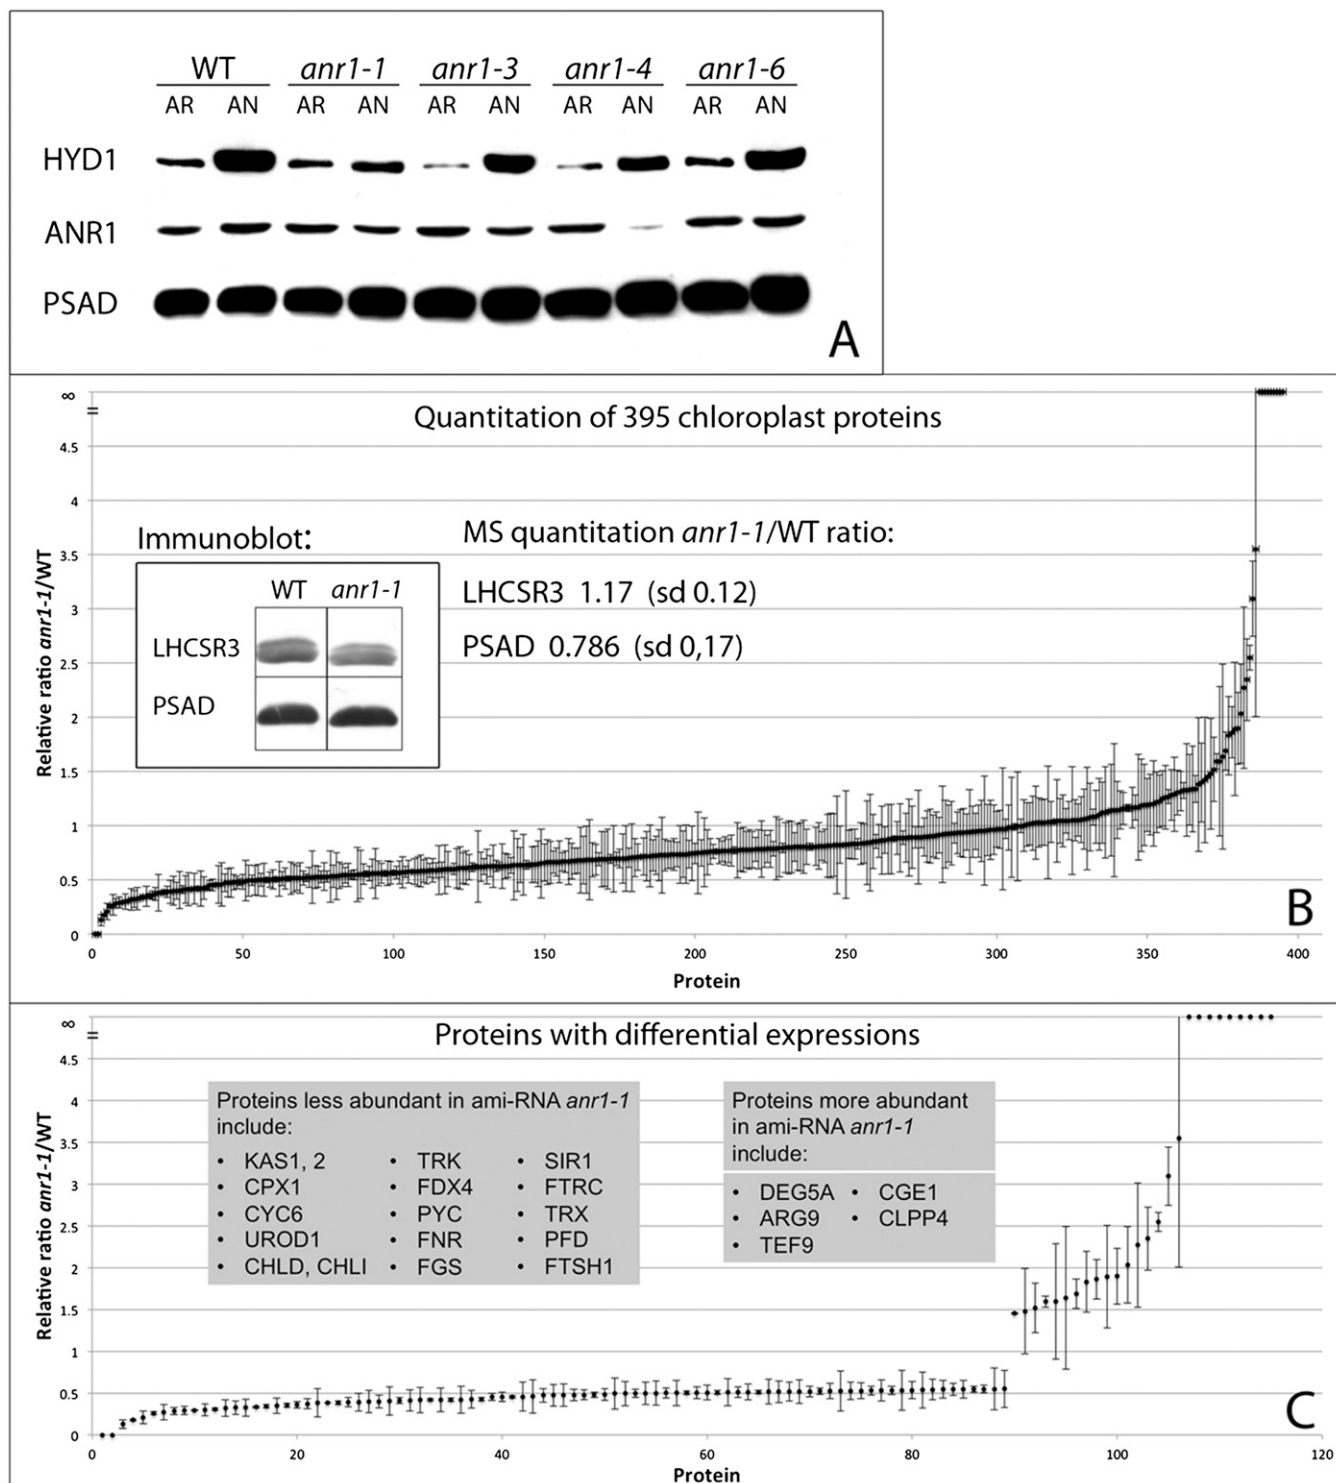 WT anr1-1 anr1-3 anr1-4 anr1-6
AR AN AR AN AR AN AR AN AR AN
HYD1
ANR1
PSAD
A
Quantitation of 395 chloroplast proteins
∞
=
4.5
4
3.5
3
2.5
2
1.5
1
0.5
0
Relative ratio anr1-1/WT
Immunoblot:
WT anr1-1
LHCSR3
PSAD
MS quantitation anr1-1/WT ratio:
LHCSR3 1.17 (sd 0.12)
PSAD 0.786 (sd 0,17)
B
0 50 100 150 200 250 300 350 400
Protein
Proteins with differential expressions
∞
=
4.5
4
3.5
3
2.5
2
1.5
1
0.5
0
Relative ratio anr1-1/WT
Proteins less abundant in ami-RNA anr1-1
include:
• KAS1, 2
• CPX1
• CYC6
• UROD1
• CHLD, CHLI
• TRK
• FDX4
• PYC
• FNR
• FGS
• SIR1
• FTRC
• TRX
• PFD
• FTSH1
Proteins more abundant
in ami-RNA anr1-1
include:
• DEG5A
• ARG9
• TEF9
• CGE1
• CLPP4
C
0 20 40 60 80 100 120
Protein